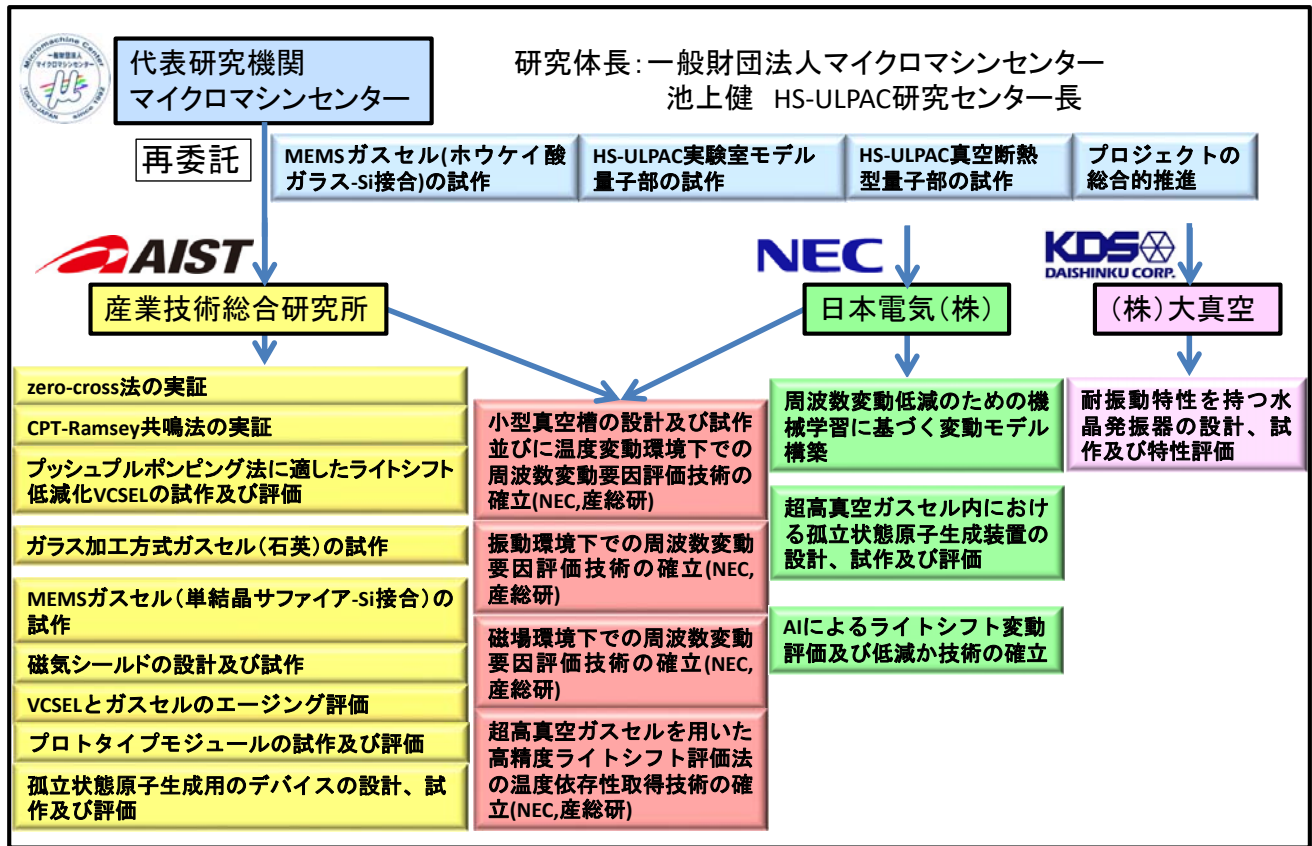 Micromachine Center
一般財団法人
マイクロマシンセンター
TOKYO JAPAN since 1992
代表研究機関
マイクロマシンセンター
研究体長：一般財団法人マイクロマシンセンター
池上健 HS-ULPAC研究センター長
再委託
MEMSガスセル(ホウケイ酸
ガラス-Si接合)の試作
HS-ULPAC実験室モデル
量子部の試作
HS-ULPAC真空断熱
型量子部の試作
プロジェクトの
総合的推進
AIST
NEC
KDS
DAISHINKU CORP.
産業技術総合研究所
日本電気(株)
(株)大真空
zero-cross法の実証
CPT-Ramsey共鳴法の実証
プッシュプルポンピング法に適したライトシフト
低減化VCSELの試作及び評価
ガラス加工方式ガスセル(石英)の試作
MEMSガスセル(単結晶サファイア-Si接合)の
試作
磁気シールドの設計及び試作
VCSELとガスセルのエージング評価
プロトタイプモジュールの試作及び評価
孤立状態原子生成用のデバイスの設計、試
作及び評価
小型真空槽の設計及び試作
並びに温度変動環境下での
周波数変動要因評価技術の
確立(NEC,産総研)
振動環境下での周波数変動
要因評価技術の確立(NEC,
産総研)
磁場環境下での周波数変動
要因評価技術の確立(NEC,
産総研)
超高真空ガスセルを用いた
高精度ライトシフト評価法
の温度依存性取得技術の確
立(NEC,産総研)
周波数変動低減のための機
械学習に基づく変動モデル
構築
超高真空ガスセル内におけ
る孤立状態原子生成装置の
設計、試作及び評価
AIによるライトシフト変動
評価及び低減か技術の確立
耐振動特性を持つ水
晶発振器の設計、試
作及び特性評価